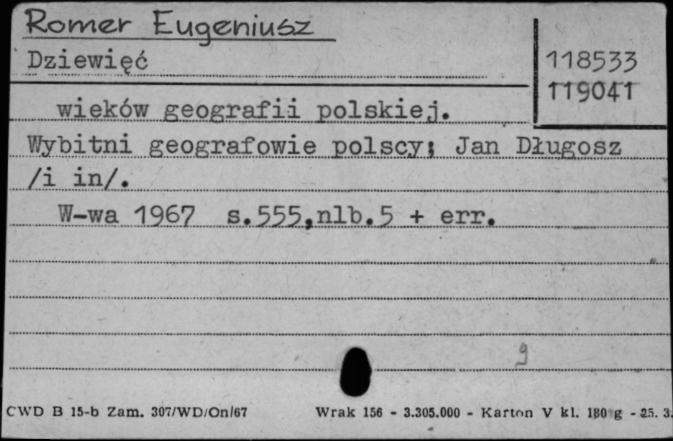 Romer Eugeniusz
Dziewięć
118533
119041
wieków geografii polskiej.
Wybitni geografowie polscy; Jan Długosz
/i in/.
W-wa 1967 s.555,nlb.5 + err.
9
CWD B 15-b Zam. 307/WD/On/67 Wrak 156 - 3.305.000 - Karton V kl. 180 g - 25. 3.